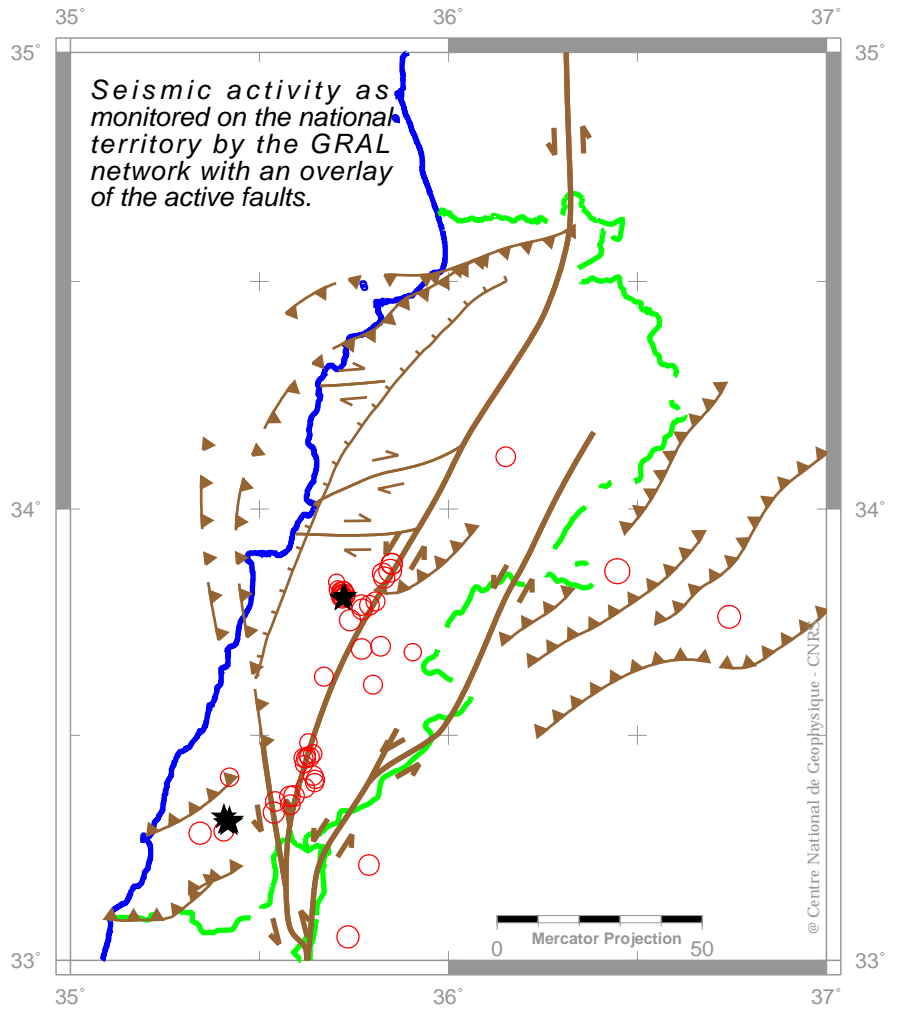 35° 36° 37°
35° 35°
Seismic activity as
monitored on the national
territory by the GRAL
network with an overlay
of the active faults.
34° 34°
@ Centre National de Geophysique - CNRS
Mercator Projection
0 50
33° 33°
35° 36° 37°